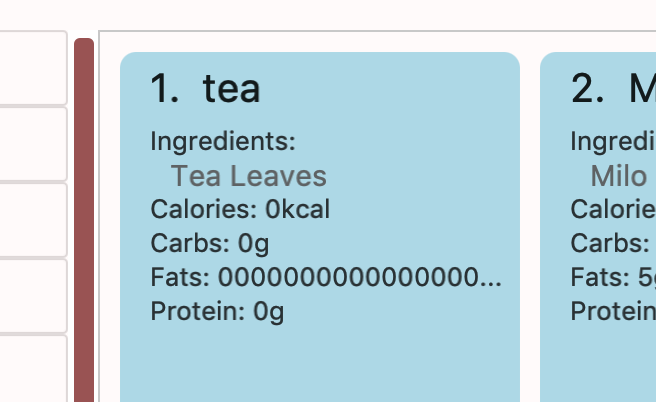 1. tea
Ingredients:
Tea Leaves
Calories: 0kcal
Carbs: 0g
Fats: 0000000000000000...
Protein: 0g
2. M
Ingredi
Milo
Calorie
Carbs:
Fats: 5g
Protein